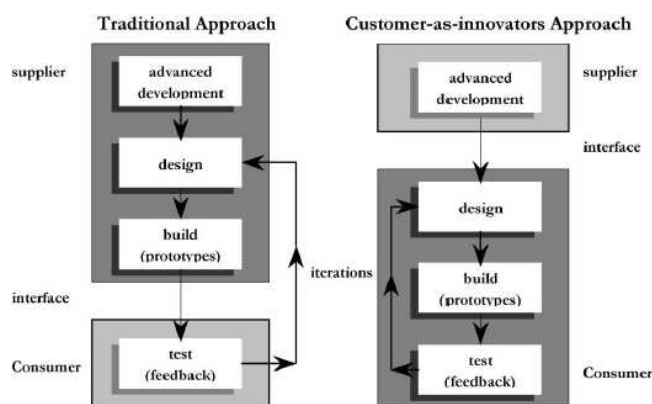 Traditional Approach
Customer-as-innovators Approach
supplier
advanced
development
design
build
(prototypes)
interface
Consumer
test
(feedback)
iterations
advanced
development
supplier
interface
design
build
(prototypes)
test
(feedback)
Consumer